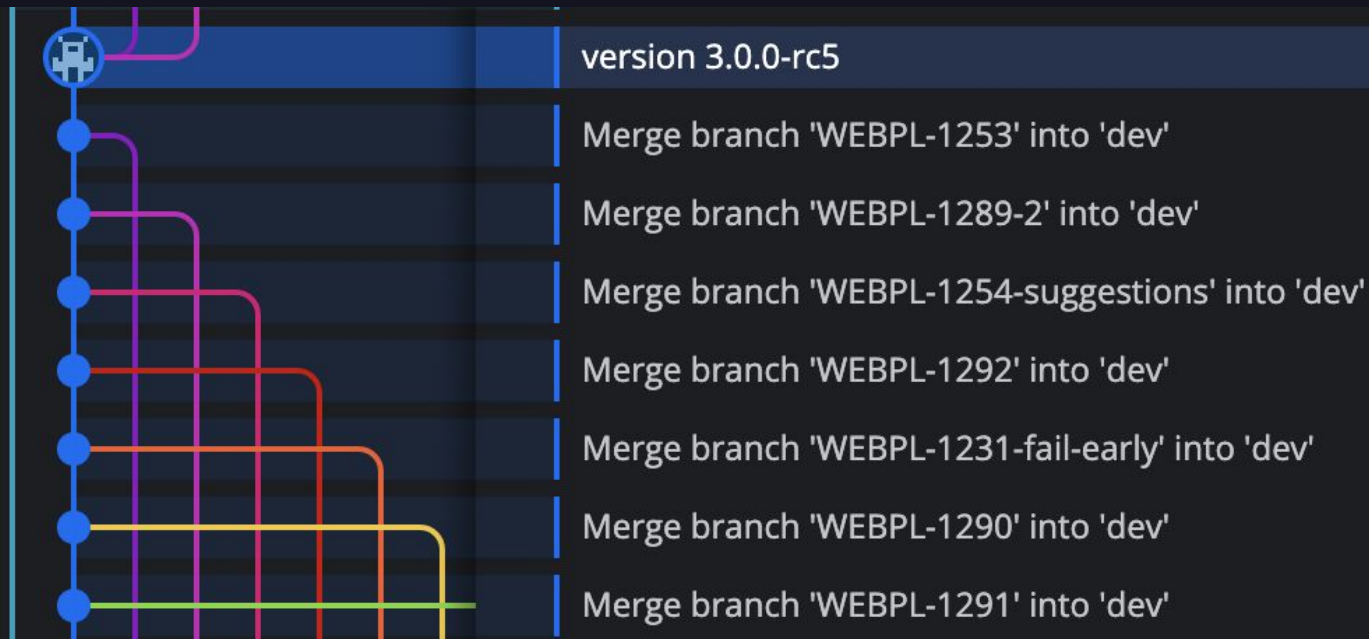 version 3.0.0-rc5
Merge branch 'WEBPL-1253' into 'dev'
Merge branch 'WEBPL-1289-2' into 'dev'
Merge branch 'WEBPL-1254-suggestions' into 'dev'
Merge branch 'WEBPL-1292' into 'dev'
Merge branch 'WEBPL-1231-fail-early' into 'dev'
Merge branch 'WEBPL-1290' into 'dev'
Merge branch 'WEBPL-1291' into 'dev'